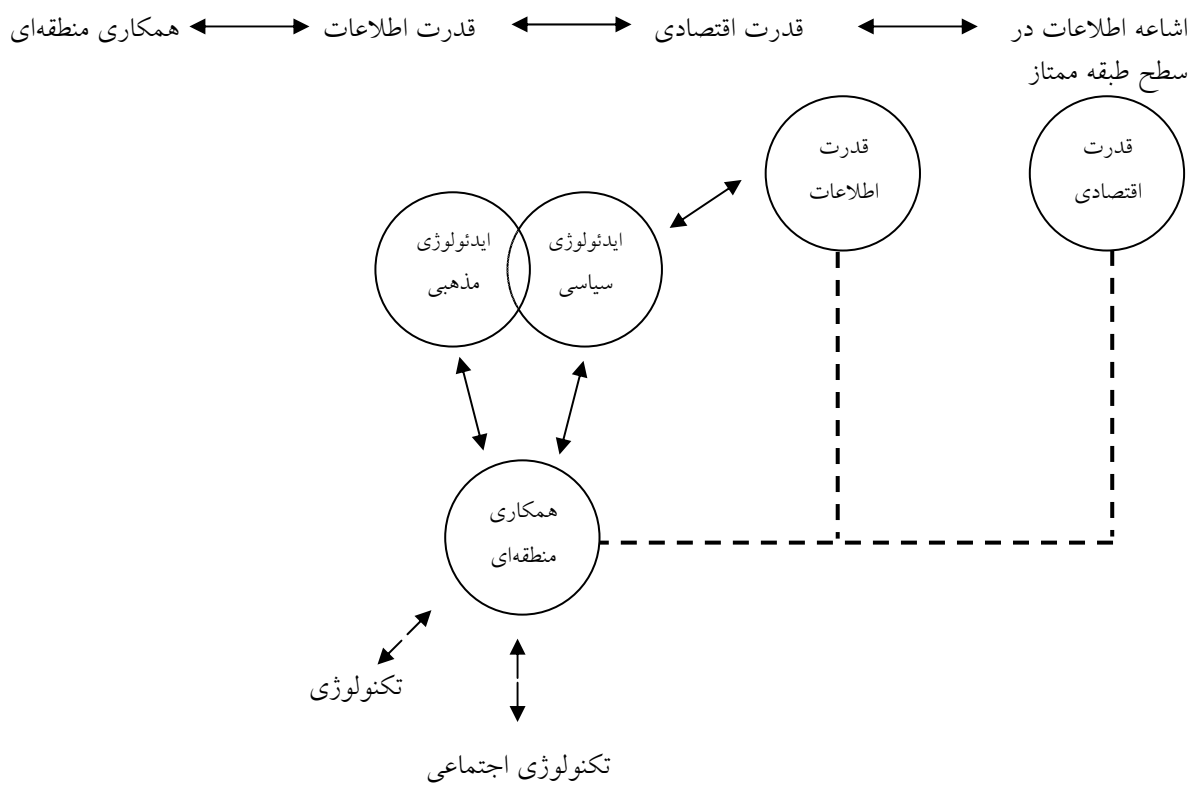 اشاعه اطلاعات در
سطح طبقه ممتاز
قدرت اقتصادی
قدرت اطلاعات
همکاری منطقه‌ای
قدرت
اقتصادی
قدرت
اطلاعات
ایدئولوژی
سیاسی
ایدئولوژی
مذهبی
همکاری
منطقه‌ای
تکنولوژی
تکنولوژی اجتماعی